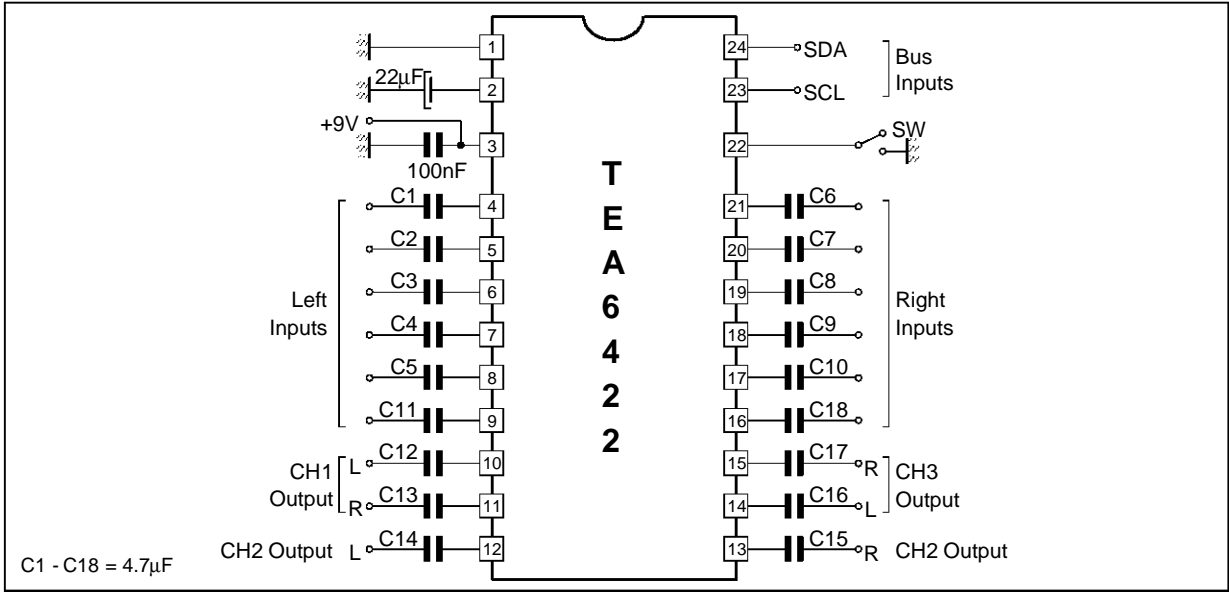 1
24
SDA
Bus
Inputs
22μF
2
23
SCL
+9V
3
22
SW
100nF
T
E
A
6
4
2
2
C1
4
21
C6
C2
5
20
C7
C3
6
19
C8
Left
Inputs
Right
Inputs
C4
7
18
C9
C5
8
17
C10
C11
9
16
C18
CH1
Output
L
C12
10
15
C17
R
CH3
Output
R
C13
11
14
C16
L
CH2 Output
L
C14
12
13
C15
R
CH2 Output
C1 - C18 = 4.7μF